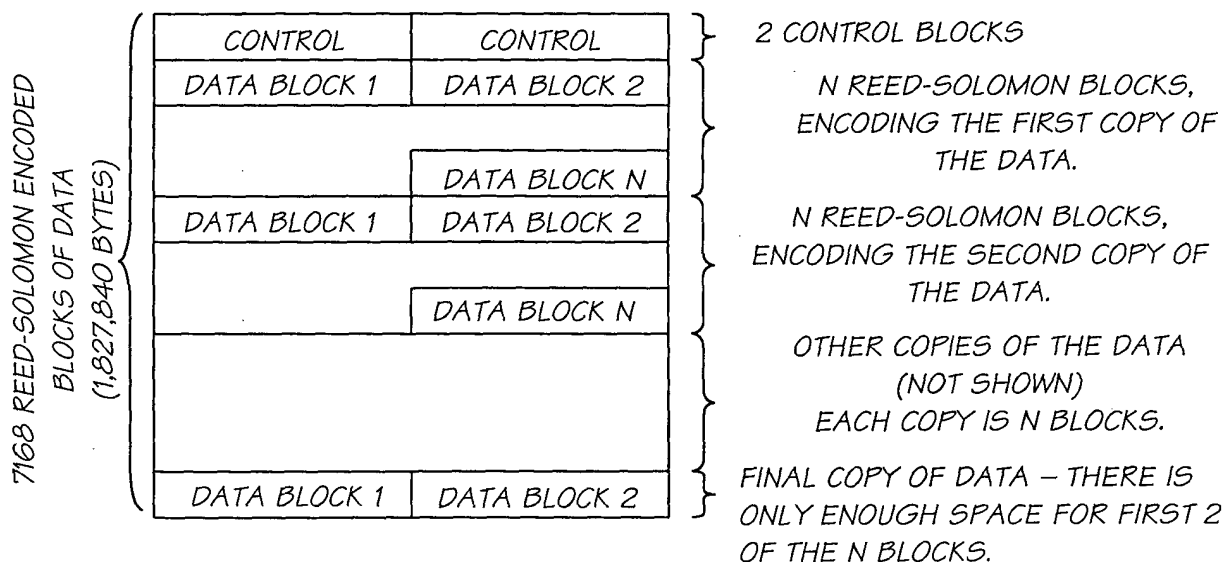 7168 REED-SOLOMON ENCODED
BLOCKS OF DATA
(1,827,840 BYTES)
CONTROL CONTROL
2 CONTROL BLOCKS
DATA BLOCK 1 DATA BLOCK 2
DATA BLOCK N
N REED-SOLOMON BLOCKS,
ENCODING THE FIRST COPY OF
THE DATA.
DATA BLOCK 1 DATA BLOCK 2
DATA BLOCK N
N REED-SOLOMON BLOCKS,
ENCODING THE SECOND COPY OF
THE DATA.
OTHER COPIES OF THE DATA
(NOT SHOWN)
EACH COPY IS N BLOCKS.
DATA BLOCK 1 DATA BLOCK 2
FINAL COPY OF DATA – THERE IS
ONLY ENOUGH SPACE FOR FIRST 2
OF THE N BLOCKS.